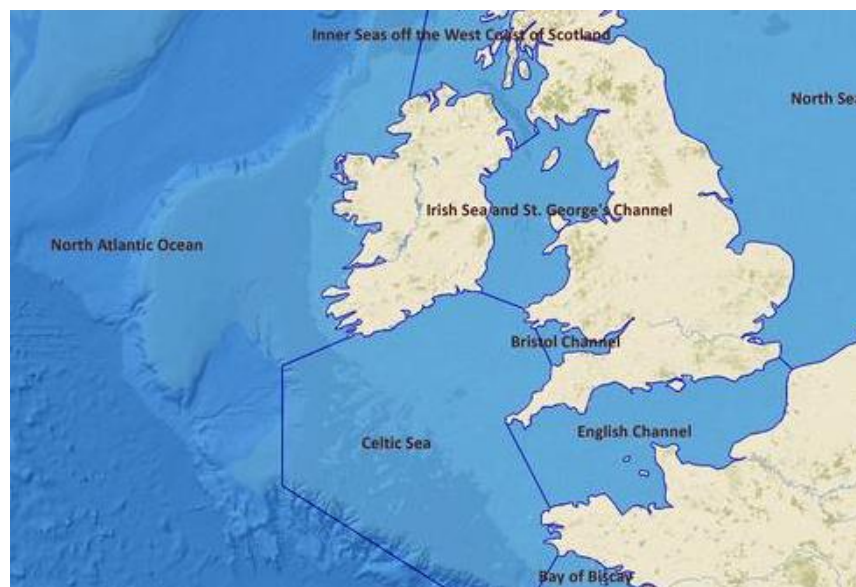 Inner Seas off the West Coast of Scotland
North Sea
Irish Sea and St. George's Channel
North Atlantic Ocean
Bristol Channel
English Channel
Celtic Sea
Bay of Biscay